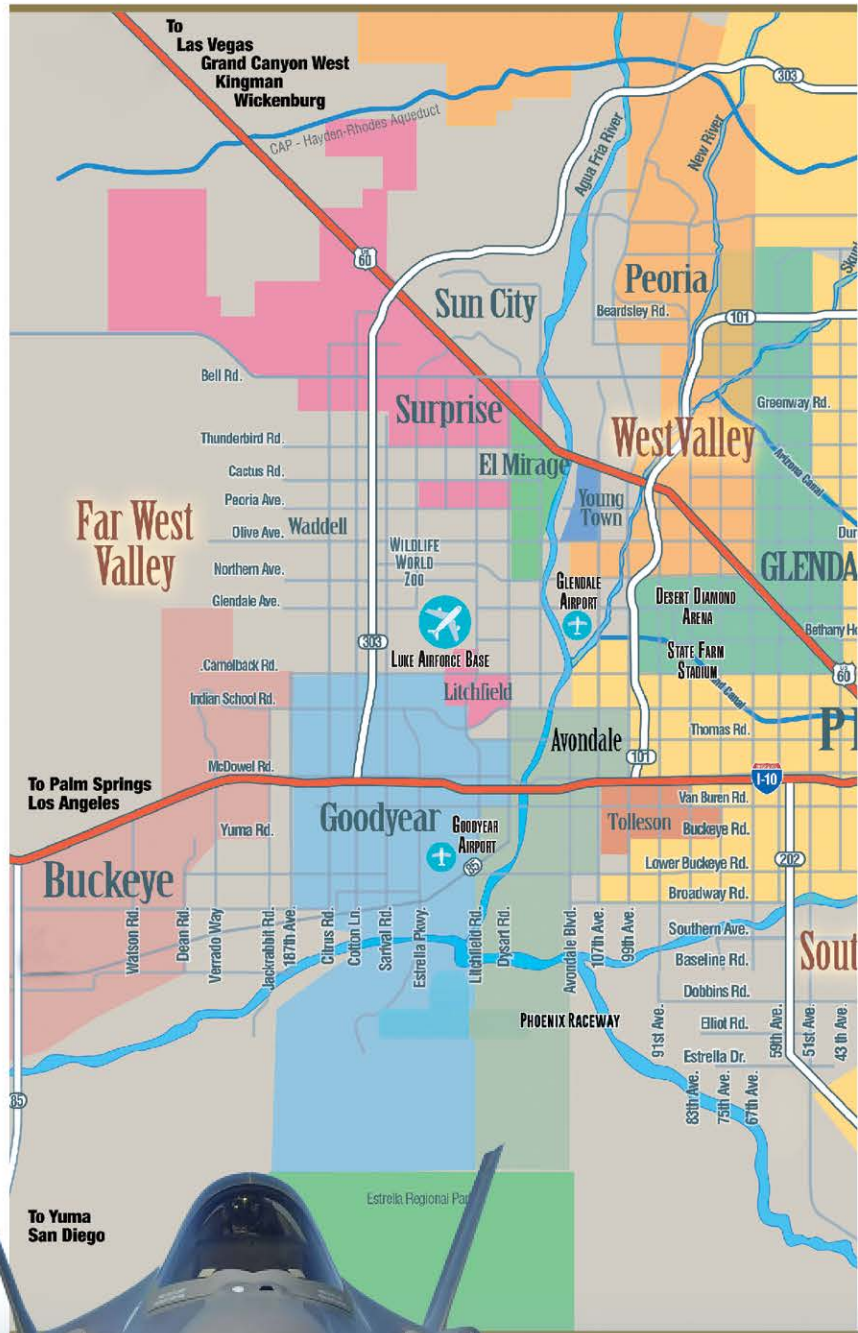 To
Las Vegas
Grand Canyon West
Kingman
Wickenburg
303
CAP - Hayden-Rhodes Aqueduct
Agua Fria River
New River
US
60
Sun City
Peoria
Beardsley Rd.
101
Bell Rd.
Surprise
Greenway Rd.
Thunderbird Rd.
WestValley
El Mirage
Cactus Rd.
Arizona Canal
Peoria Ave.
Young
Town
Far West
Valley
Olive Ave.
Waddell
WILDLIFE
WORLD
ZOO
Northern Ave.
GLENDALE
AIRPORT
GLENDA
Glendale Ave.
DESERT DIAMOND
ARENA
Bethany Ho
303
LUKE AIRFORCE BASE
STATE FARM
STADIUM
Camelback Rd.
US
60
Indian School Rd.
Litchfield
nd Canal
Avondale
Thomas Rd.
P
101
McDowel Rd.
I-10
To Palm Springs
Los Angeles
Van Buren Rd.
Goodyear
Tolleson
Yuma Rd.
GOODYEAR
AIRPORT
Buckeye Rd.
85
Lower Buckeye Rd.
202
Buckeye
Broadway Rd.
Watson Rd.
Dean Rd.
Verrado Way
Jackrabbit Rd.
187th Ave.
Citrus Rd.
Cotton Ln.
Sarival Rd.
Estrella Pkwy.
Litchfield Rd.
Dysart Rd.
Avondale Blvd.
107th Ave.
99th Ave.
Southern Ave.
Sout
Baseline Rd.
Dobbins Rd.
PHOENIX RACEWAY
Elliot Rd.
91st Ave.
59th Ave.
51st Ave.
43 th Ave.
Estrella Dr.
83th Ave.
75th Ave.
67th Ave.
85
Estrella Regional Par
To Yuma
San Diego